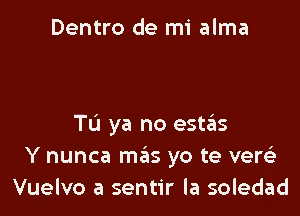 Dentro de mi alma
Tú ya no estás
Y nunca más yo te veré
Vuelvo a sentir la soledad